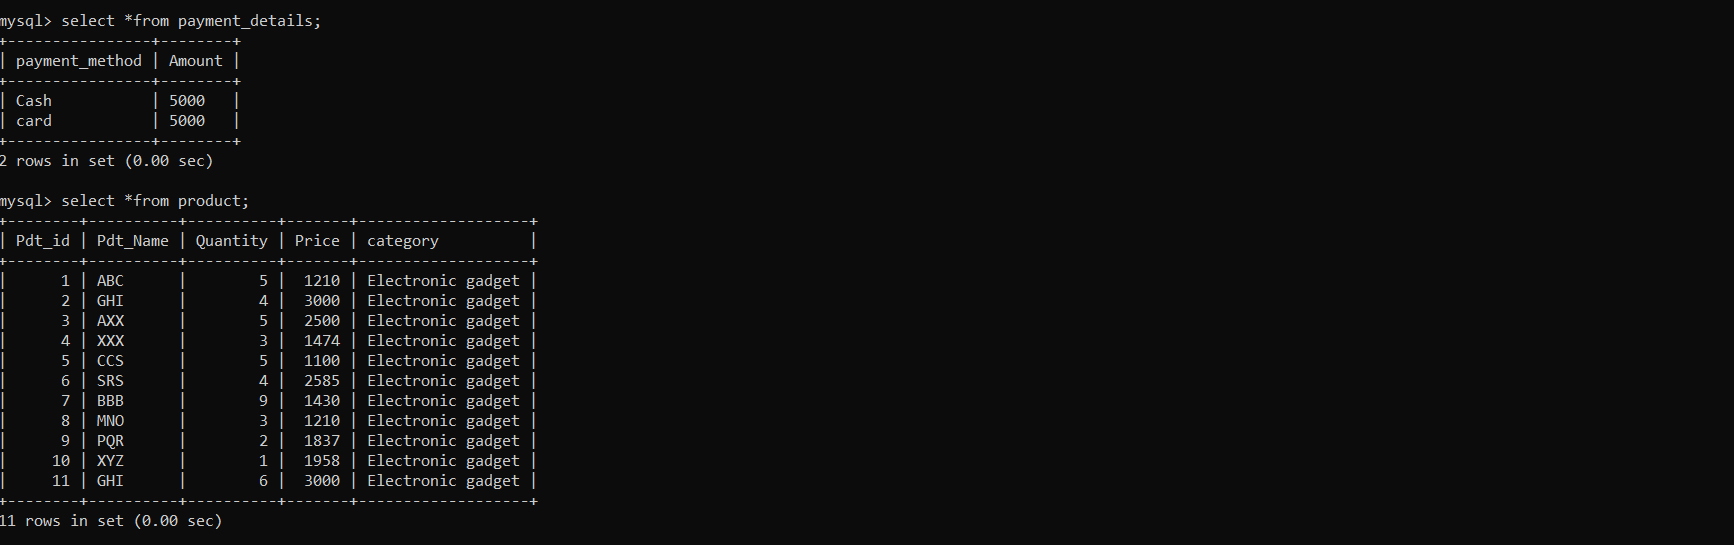 mysql> select *from payment_details;
+----------------+--------+
| payment_method | Amount |
+----------------+--------+
| Cash           | 5000   |
| card           | 5000   |
+----------------+--------+
2 rows in set (0.00 sec)

mysql> select *from product;
+--------+----------+----------+-------+-------------------+
| Pdt_id | Pdt_Name | Quantity | Price | category          |
+--------+----------+----------+-------+-------------------+
|      1 | ABC      |        5 |  1210 | Electronic gadget |
|      2 | GHI      |        4 |  3000 | Electronic gadget |
|      3 | AXX      |        5 |  2500 | Electronic gadget |
|      4 | XXX      |        3 |  1474 | Electronic gadget |
|      5 | CCS      |        5 |  1100 | Electronic gadget |
|      6 | SRS      |        4 |  2585 | Electronic gadget |
|      7 | BBB      |        9 |  1430 | Electronic gadget |
|      8 | MNO      |        3 |  1210 | Electronic gadget |
|      9 | PQR      |        2 |  1837 | Electronic gadget |
|     10 | XYZ      |        1 |  1958 | Electronic gadget |
|     11 | GHI      |        6 |  3000 | Electronic gadget |
+--------+----------+----------+-------+-------------------+
11 rows in set (0.00 sec)